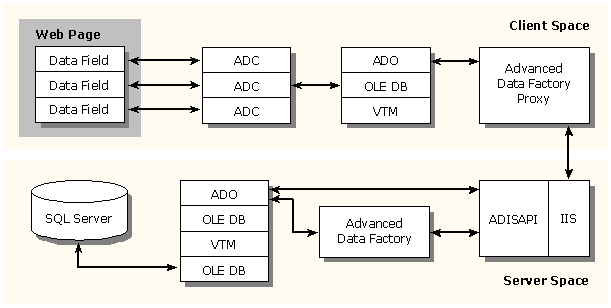 Client Space
Web Page
Data Field
Data Field
Data Field
ADC
ADC
ADC
ADO
OLE DB
VTM
Advanced
Data Factory
Proxy
SQL Server
ADO
OLE DB
VTM
OLE DB
Advanced
Data Factory
ADISAPI
IIS
Server Space